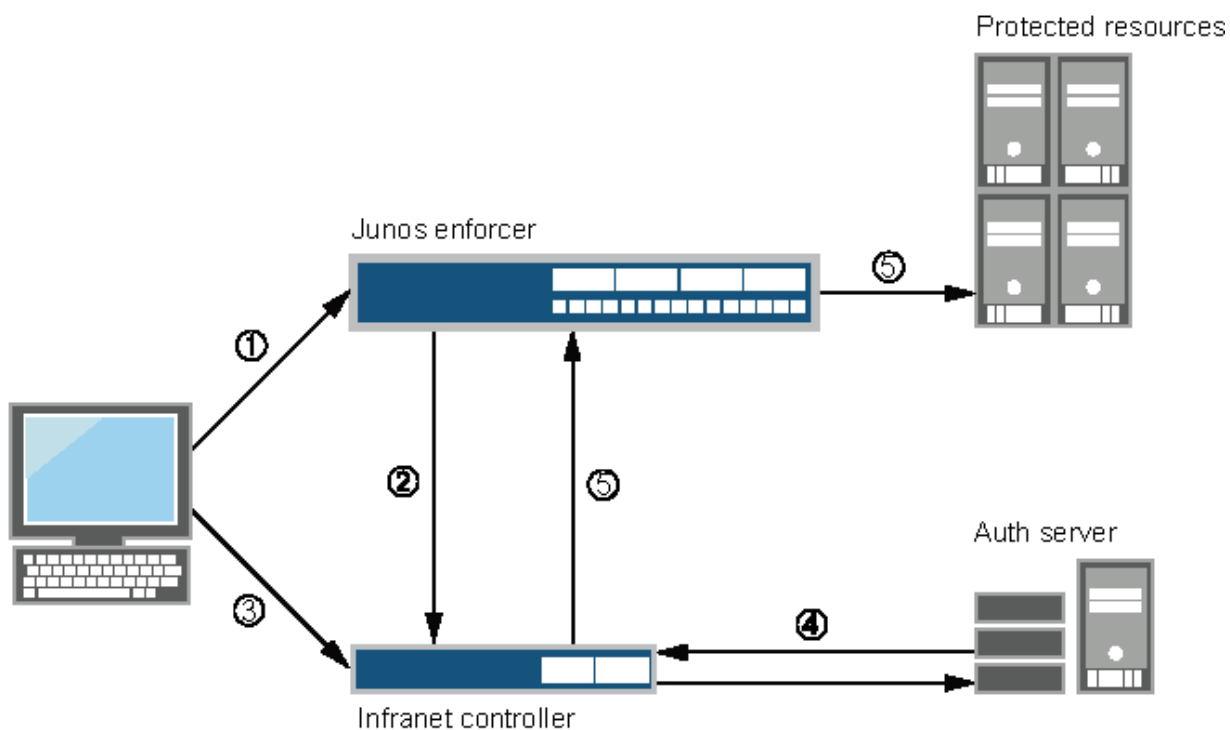 Protected resources
Junos enforcer
⑤
①
②
⑤
Auth server
③
④
Infranet controller